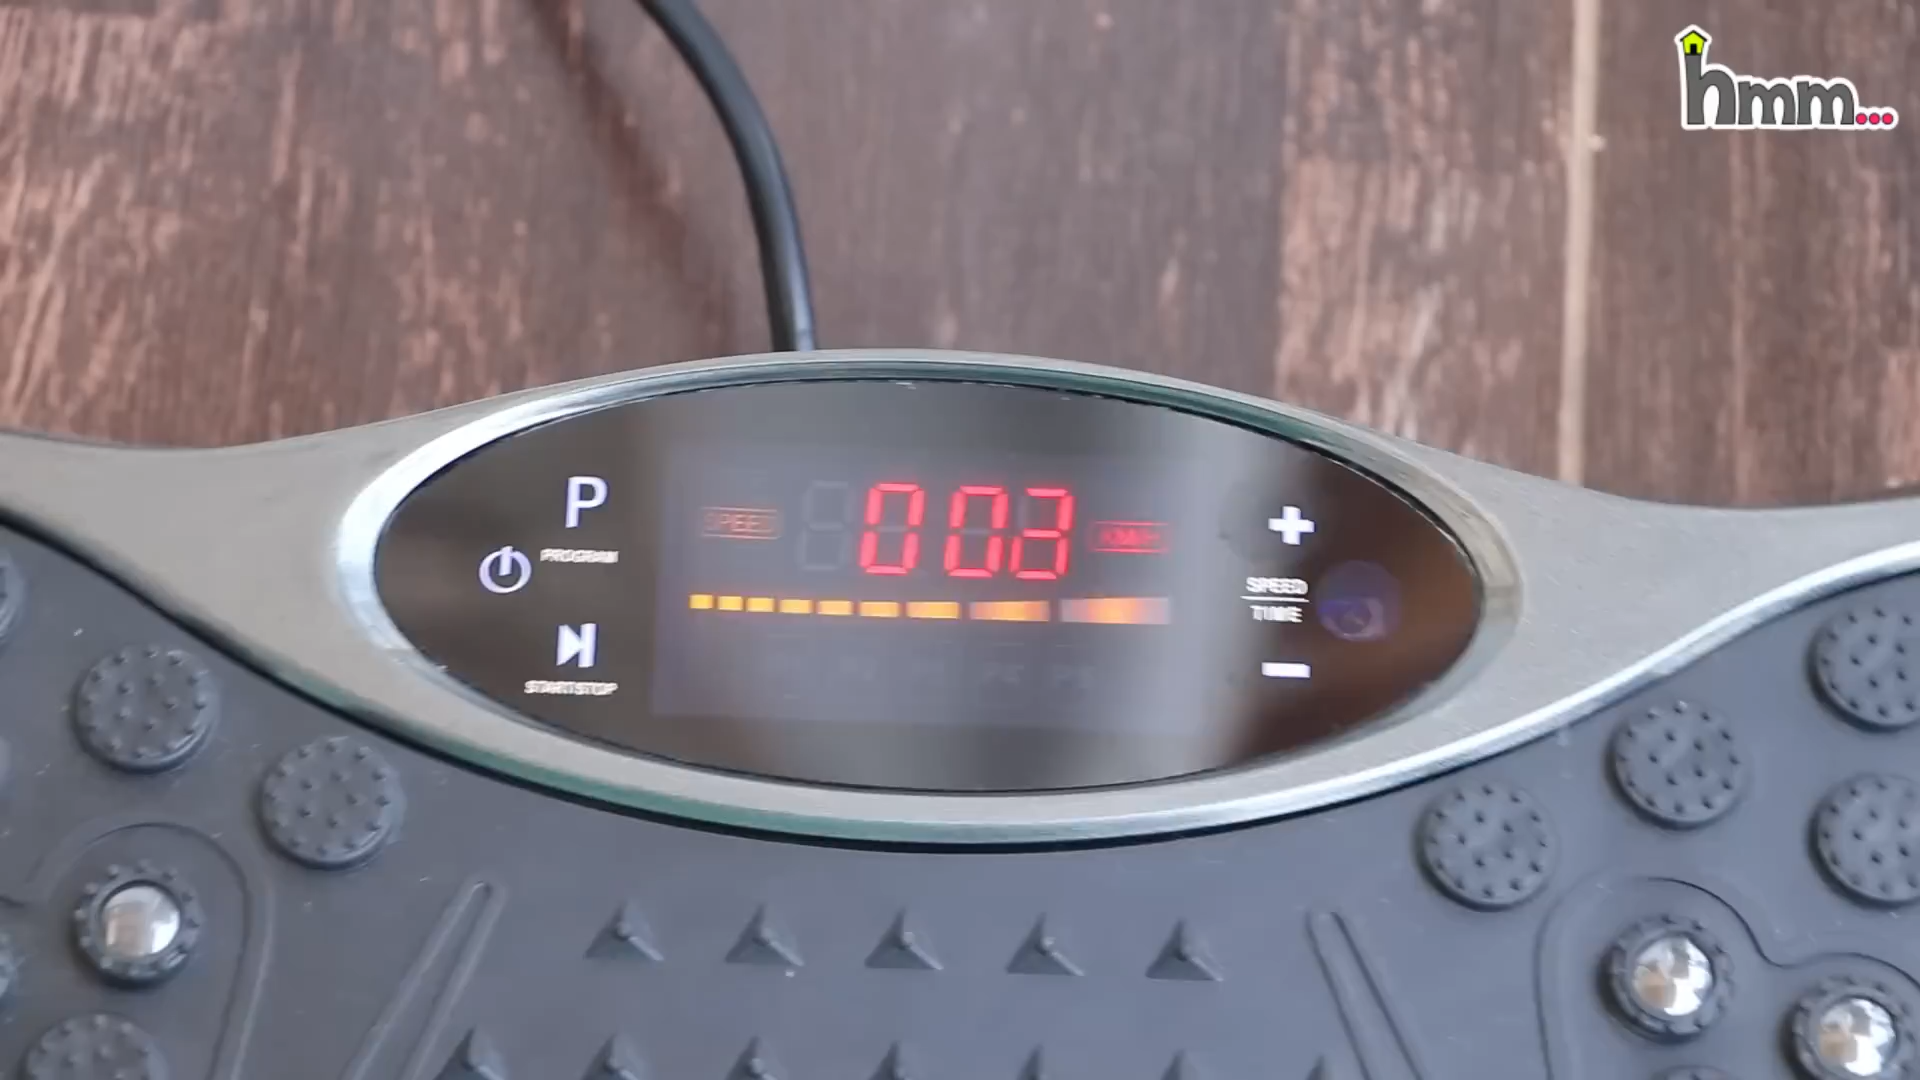 hmm...
P
PROGRAM
START/STOP
SPEED
003
KM/H
+
SPEED
TIME
−